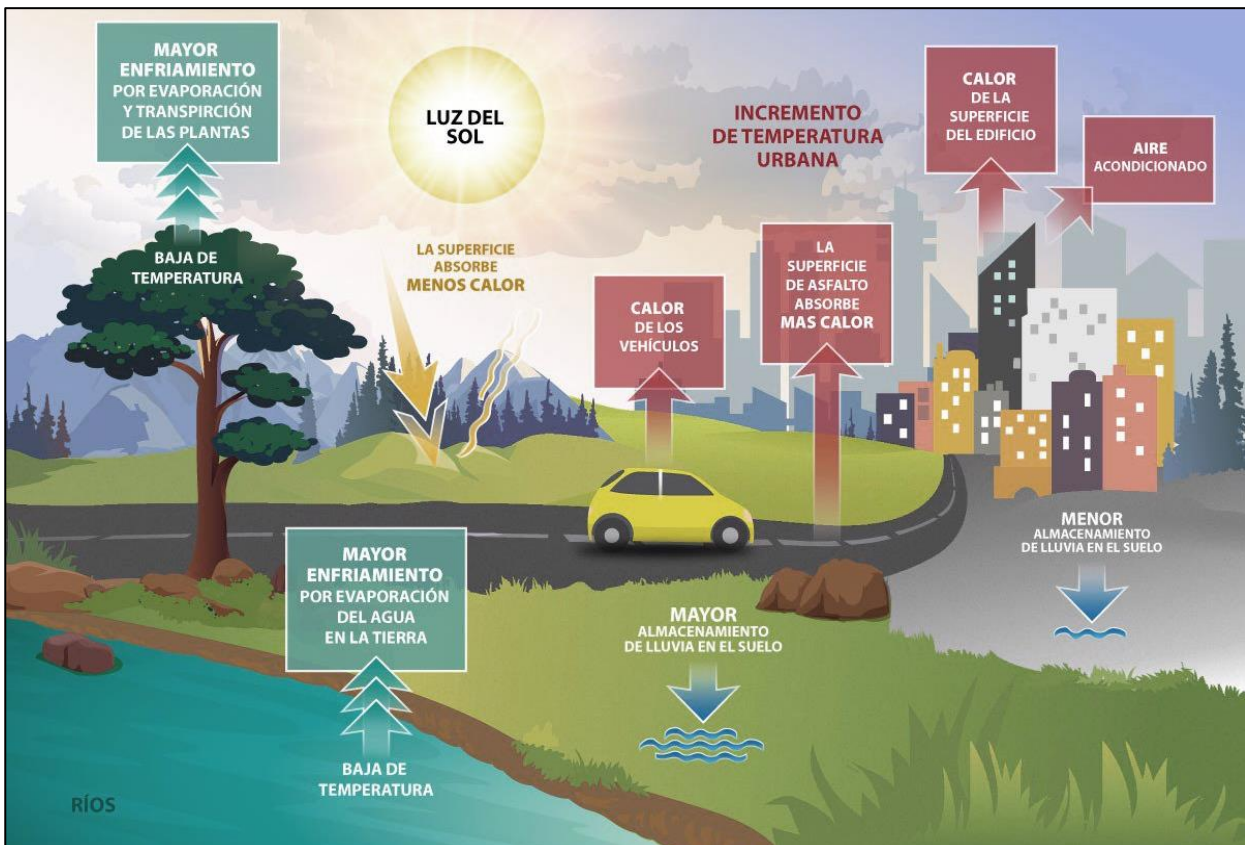 MAYOR
ENFRIAMIENTO
POR EVAPORACIÓN
Y TRANSPIRCIÓN
DE LAS PLANTAS
BAJA DE
TEMPERATURA
LUZ DEL
SOL
LA SUPERFICIE
ABSORBE
MENOS CALOR
INCREMENTO
DE TEMPERATURA
URBANA
CALOR
DE LA
SUPERFICIE
DEL EDIFICIO
AIRE
ACONDICIONADO
LA
SUPERFICIE
DE ASFALTO
ABSORBE
MAS CALOR
CALOR
DE LOS
VEHÍCULOS
MAYOR
ENFRIAMIENTO
POR EVAPORACIÓN
DEL AGUA
EN LA TIERRA
BAJA DE
TEMPERATURA
MAYOR
ALMACENAMIENTO
DE LLUVIA EN EL SUELO
MENOR
ALMACENAMIENTO
DE LLUVIA EN EL SUELO
RÍOS